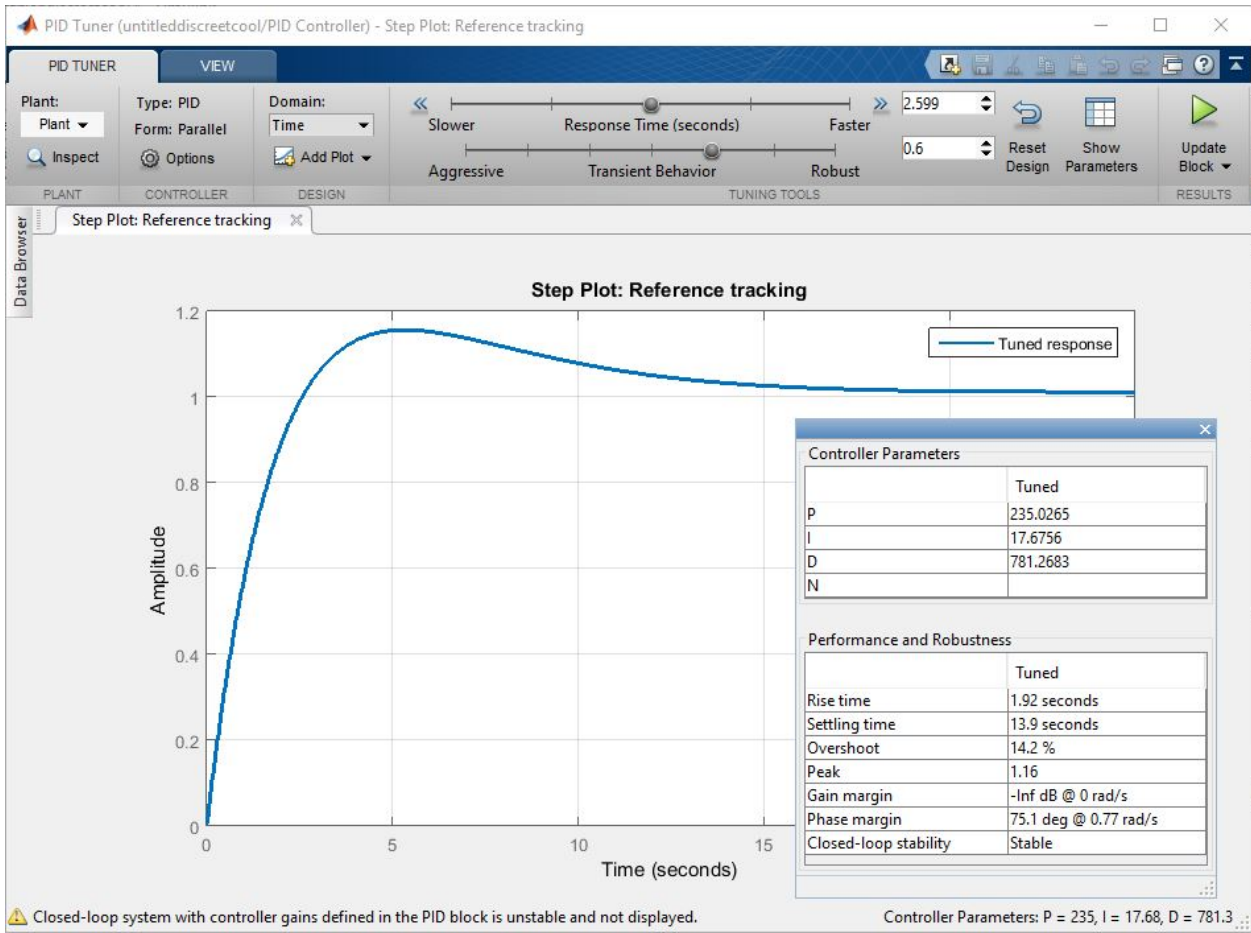 PID Tuner (untitleddiscreetcool/PID Controller) - Step Plot: Reference tracking
PID TUNER VIEW
Plant: Type: PID Domain:
Plant Form: Parallel Time
Inspect Options Add Plot
Slower Response Time (seconds) Faster 2.599
Aggressive Transient Behavior Robust 0.6
Reset Design
Show Parameters
Update Block
PLANT CONTROLLER DESIGN TUNING TOOLS RESULTS
Data Browser
Step Plot: Reference tracking
Step Plot: Reference tracking
Tuned response
Amplitude
1.2
1
0.8
0.6
0.4
0.2
0
0 5 10 15
Time (seconds)
Controller Parameters
Tuned
P 235.0265
I 17.6756
D 781.2683
N
Performance and Robustness
Tuned
Rise time 1.92 seconds
Settling time 13.9 seconds
Overshoot 14.2 %
Peak 1.16
Gain margin -Inf dB @ 0 rad/s
Phase margin 75.1 deg @ 0.77 rad/s
Closed-loop stability Stable
Closed-loop system with controller gains defined in the PID block is unstable and not displayed.
Controller Parameters: P = 235, I = 17.68, D = 781.3